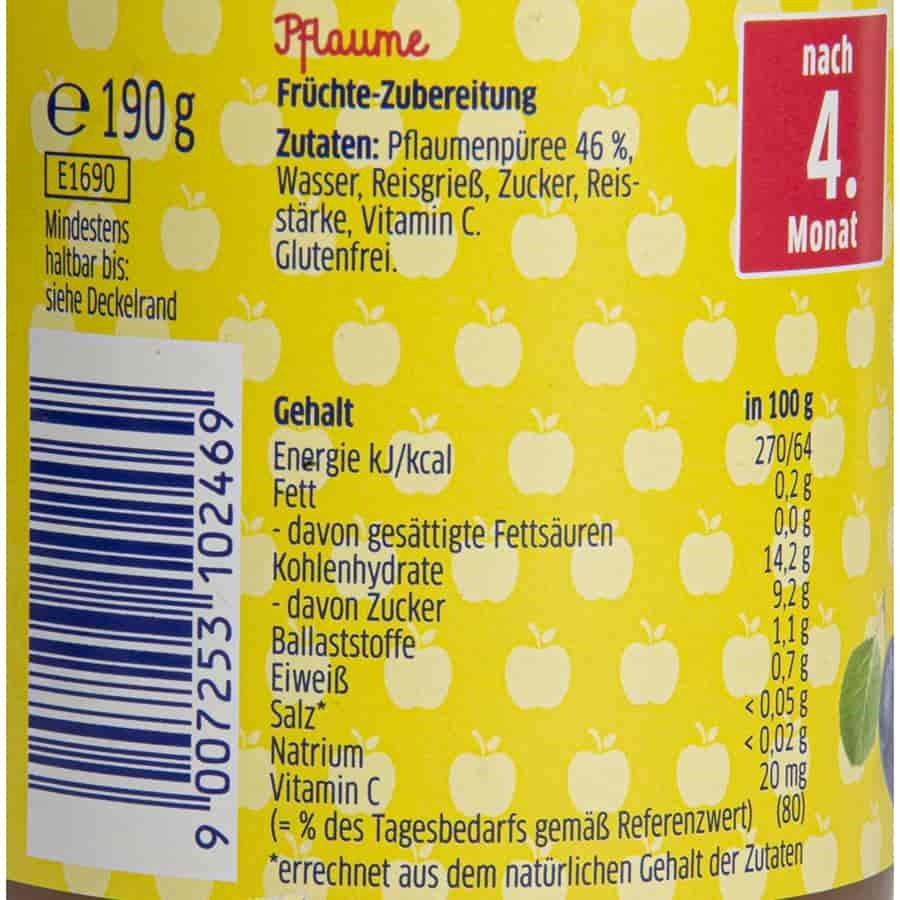 Pflaume
Früchte-Zubereitung
Zutaten: Pflaumenpüree 46 %,
Wasser, Reisgrieß, Zucker, Reis-
stärke, Vitamin C.
Glutenfrei.
nach
4.
Monat
e 190 g
E1690
Mindestens
haltbar bis:
siehe Deckelrand
9 007253 102469
Gehalt in 100 g
Energie kJ/kcal 270/64
Fett 0,2 g
- davon gesättigte Fettsäuren 0,0 g
Kohlenhydrate 14,2 g
- davon Zucker 9,2 g
Ballaststoffe 1,1 g
Eiweiß 0,7 g
Salz* < 0,05 g
Natrium < 0,02 g
Vitamin C 20 mg
(= % des Tagesbedarfs gemäß Referenzwert) (80)
*errechnet aus dem natürlichen Gehalt der Zutaten